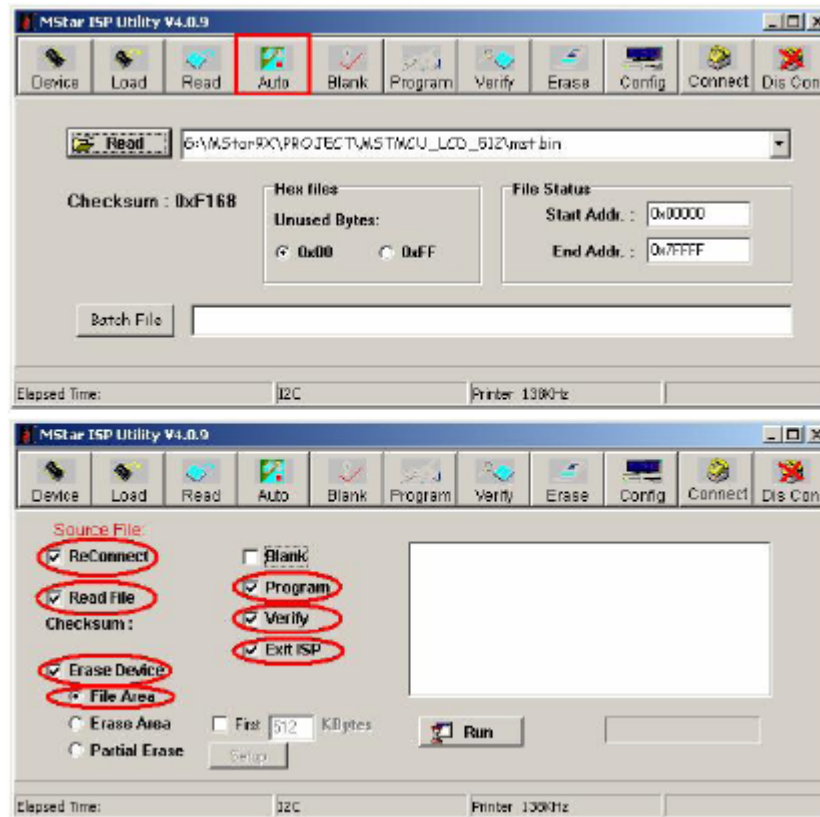 MStar ISP Utility V4.0.9
Device Load Read Auto Blank Program Verify Erase Config Connect Dis Con
Read G:\MStar9X\PROJECT\MSTMCU_LCD_512\mst.bin
Checksum : 0xF168
Hex files
Unused Bytes:
0x00 0xFF
File Status
Start Addr. : 0x00000
End Addr. : 0x7FFFF
Batch File
Elapsed Time: I2C Printer 138KHz
MStar ISP Utility V4.0.9
Device Load Read Auto Blank Program Verify Erase Config Connect Dis Con
Source File:
ReConnect Blank
Read File Program
Checksum : Verify
Exit ISP
Erase Device
File Area
Erase Area First 512 KBytes Run
Partial Erase Setup
Elapsed Time: I2C Printer 138KHz